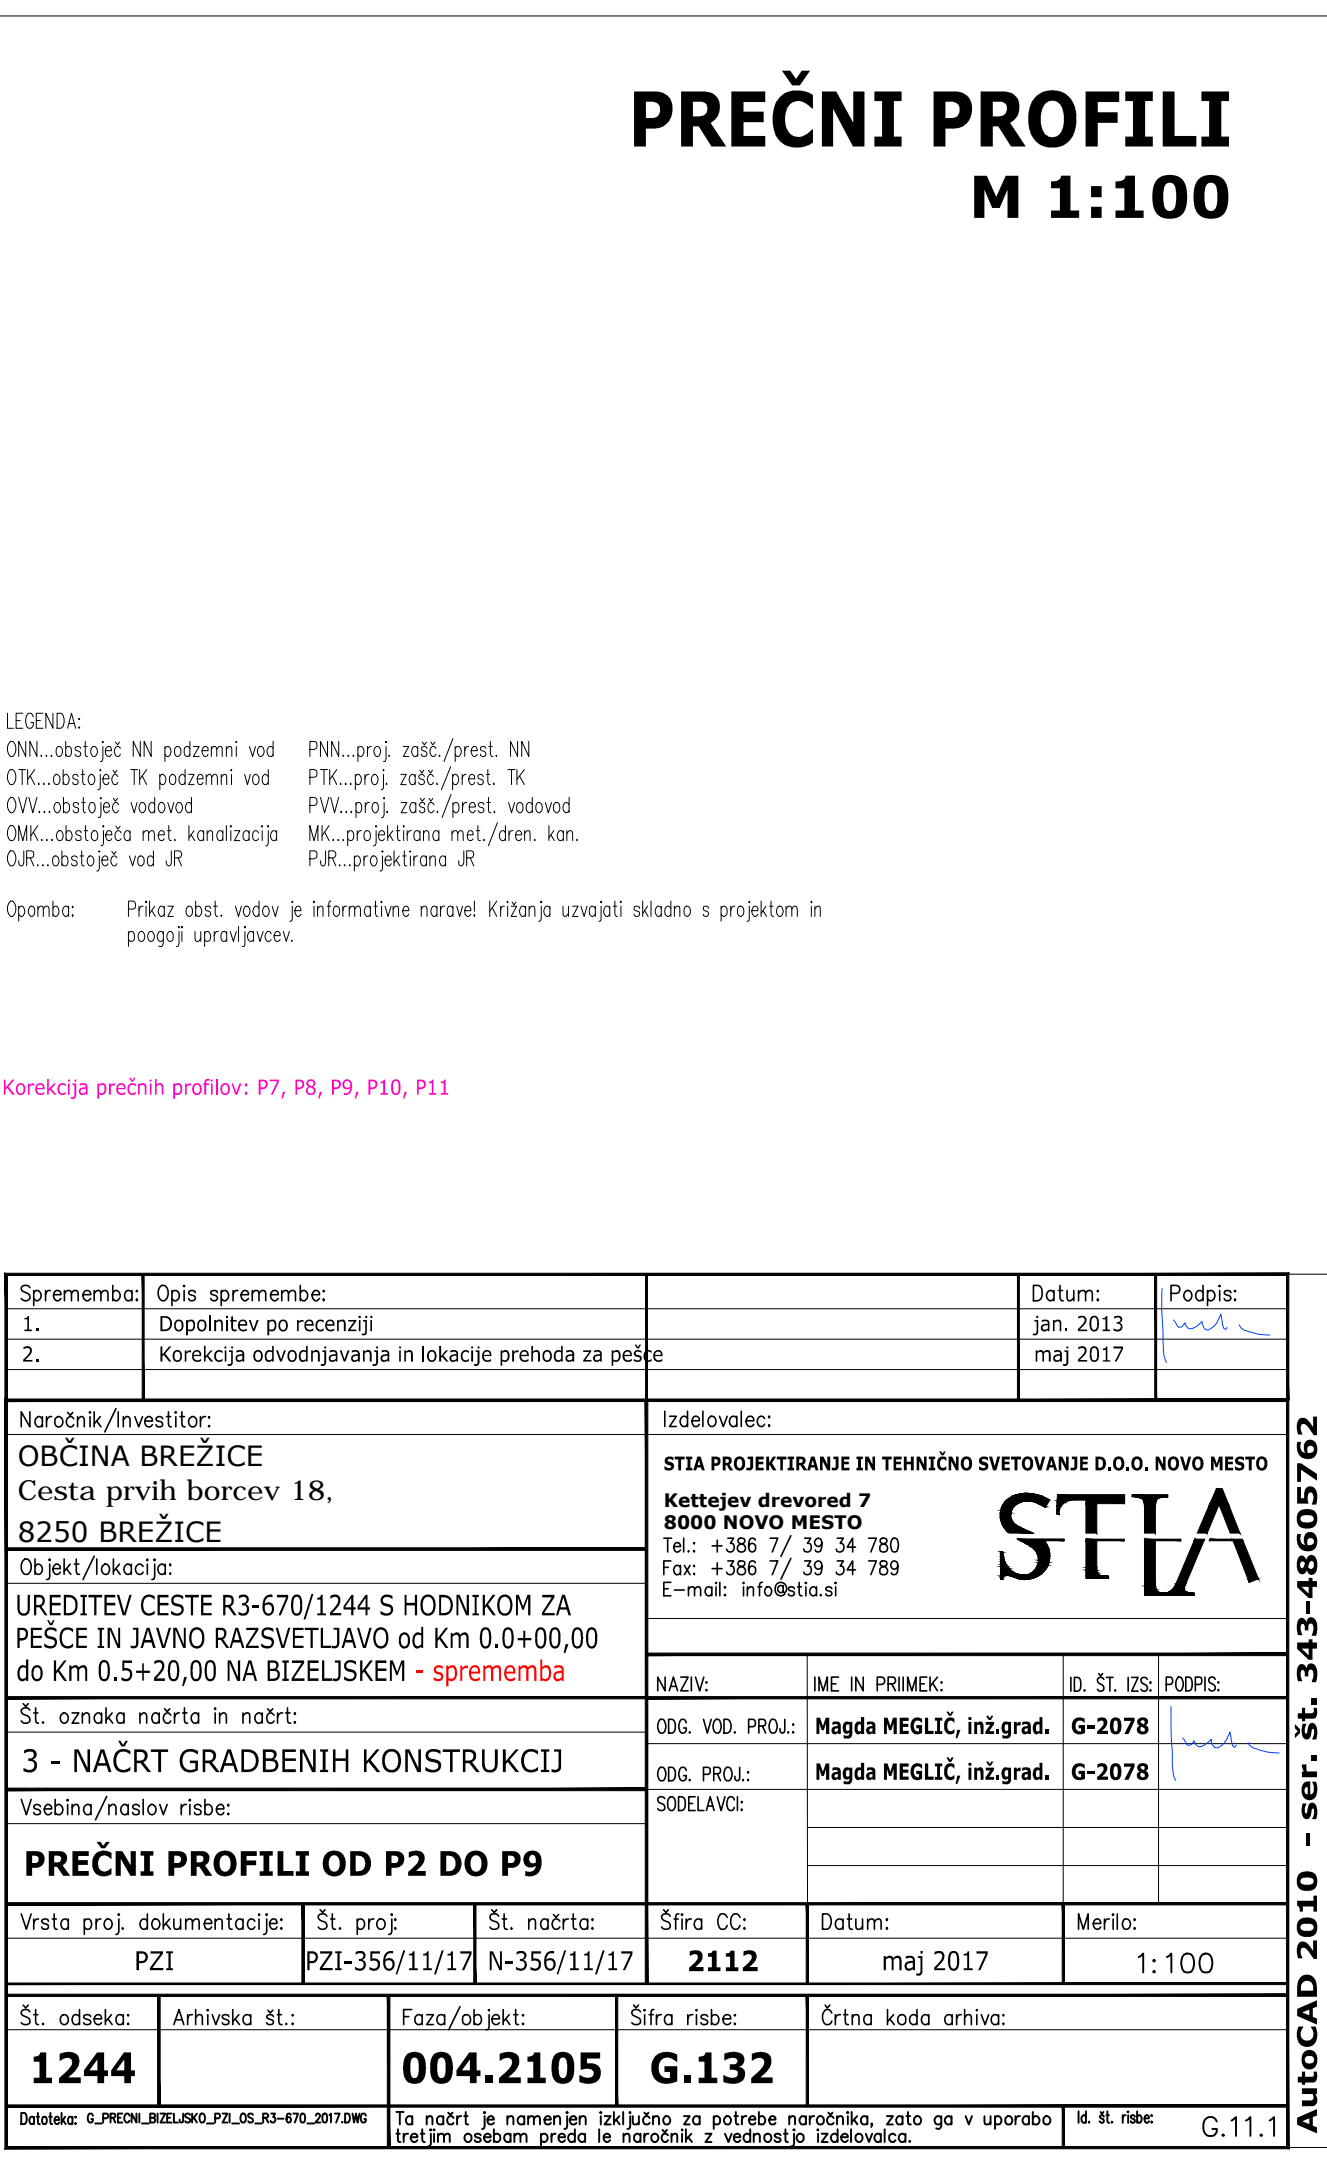 PREČNI PROFILI
M 1:100
LEGENDA:
ONN...obstoječ NN podzemni vod PNN...proj. zašč./prest. NN
OTK...obstoječ TK podzemni vod PTK...proj. zašč./prest. TK
OVV...obstoječ vodovod PVV...proj. zašč./prest. vodovod
OMK...obstoječa met. kanalizacija MK...projektirana met./dren. kan.
OJR...obstoječ vod JR PJR...projektirana JR
Opomba: Prikaz obst. vodov je informativne narave! Križanja uzvajati skladno s projektom in
poogoji upravljavcev.
Korekcija prečnih profilov: P7, P8, P9, P10, P11
Sprememba: Opis spremembe: Datum: Podpis:
1. Dopolnitev po recenziji jan. 2013
2. Korekcija odvodnjavanja in lokacije prehoda za pešce maj 2017
Naročnik/Investitor:
OBČINA BREŽICE
Cesta prvih borcev 18,
8250 BREŽICE
Objekt/lokacija:
UREDITEV CESTE R3-670/1244 S HODNIKOM ZA
PEŠCE IN JAVNO RAZSVETLJAVO od Km 0.0+00,00
do Km 0.5+20,00 NA BIZELJSKEM - sprememba
Št. oznaka načrta in načrt:
3 - NAČRT GRADBENIH KONSTRUKCIJ
Vsebina/naslov risbe:
PREČNI PROFILI OD P2 DO P9
Izdelovalec:
STIA PROJEKTIRANJE IN TEHNIČNO SVETOVANJE D.O.O. NOVO MESTO
Kettejev drevored 7
8000 NOVO MESTO
Tel.: +386 7/ 39 34 780
Fax: +386 7/ 39 34 789
E-mail: info@stia.si
STIA
NAZIV: IME IN PRIIMEK: ID. ŠT. IZS: PODPIS:
ODG. VOD. PROJ.: Magda MEGLIČ, inž.grad. G-2078
ODG. PROJ.: Magda MEGLIČ, inž.grad. G-2078
SODELAVCI:
Vrsta proj. dokumentacije: Št. proj: Št. načrta: Šfira CC: Datum: Merilo:
PZI PZI-356/11/17 N-356/11/17 2112 maj 2017 1:100
Št. odseka: Arhivska št.: Faza/objekt: Šifra risbe: Črtna koda arhiva:
1244 004.2105 G.132
Datoteka: G_PRECNI_BIZELJSKO_PZI_OS_R3-670_2017.DWG
Ta načrt je namenjen izključno za potrebe naročnika, zato ga v uporabo
tretjim osebam preda le naročnik z vednostjo izdelovalca.
Id. št. risbe: G.11.1
AutoCAD 2010 - ser. št. 343-48605762